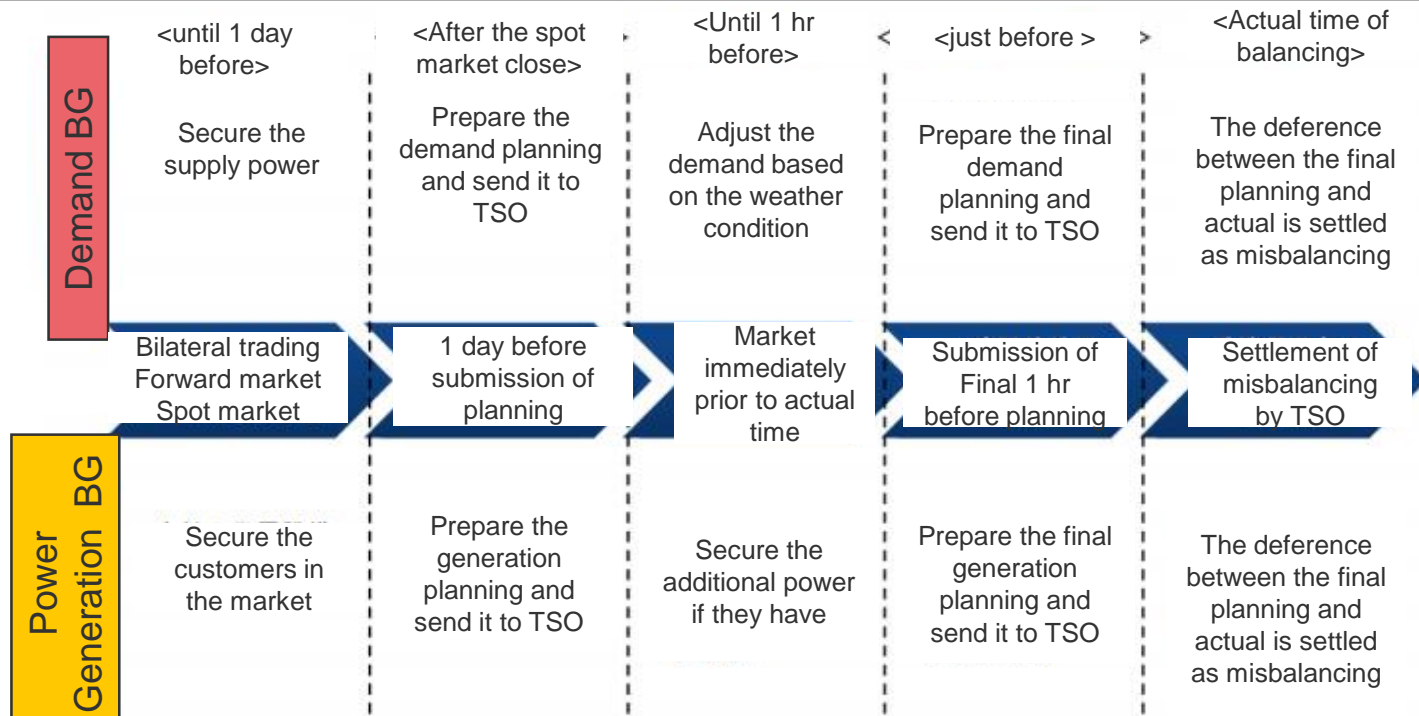 <until 1 day
before>
<After the spot
market close>
<Until 1 hr
before>
<just before >
<Actual time of
balancing>
Demand BG
Secure the
supply power
Prepare the
demand planning
and send it to
TSO
Adjust the
demand based
on the weather
condition
Prepare the final
demand
planning and
send it to TSO
The deference
between the final
planning and
actual is settled
as misbalancing
Bilateral trading
Forward market
Spot market
1 day before
submission of
planning
Market
immediately
prior to actual
time
Submission of
Final 1 hr
before planning
Settlement of
misbalancing
by TSO
Power
Generation BG
Secure the
customers in
the market
Prepare the
generation
planning and
send it to TSO
Secure the
additional power
if they have
Prepare the final
generation
planning and
send it to TSO
The deference
between the final
planning and
actual is settled
as misbalancing